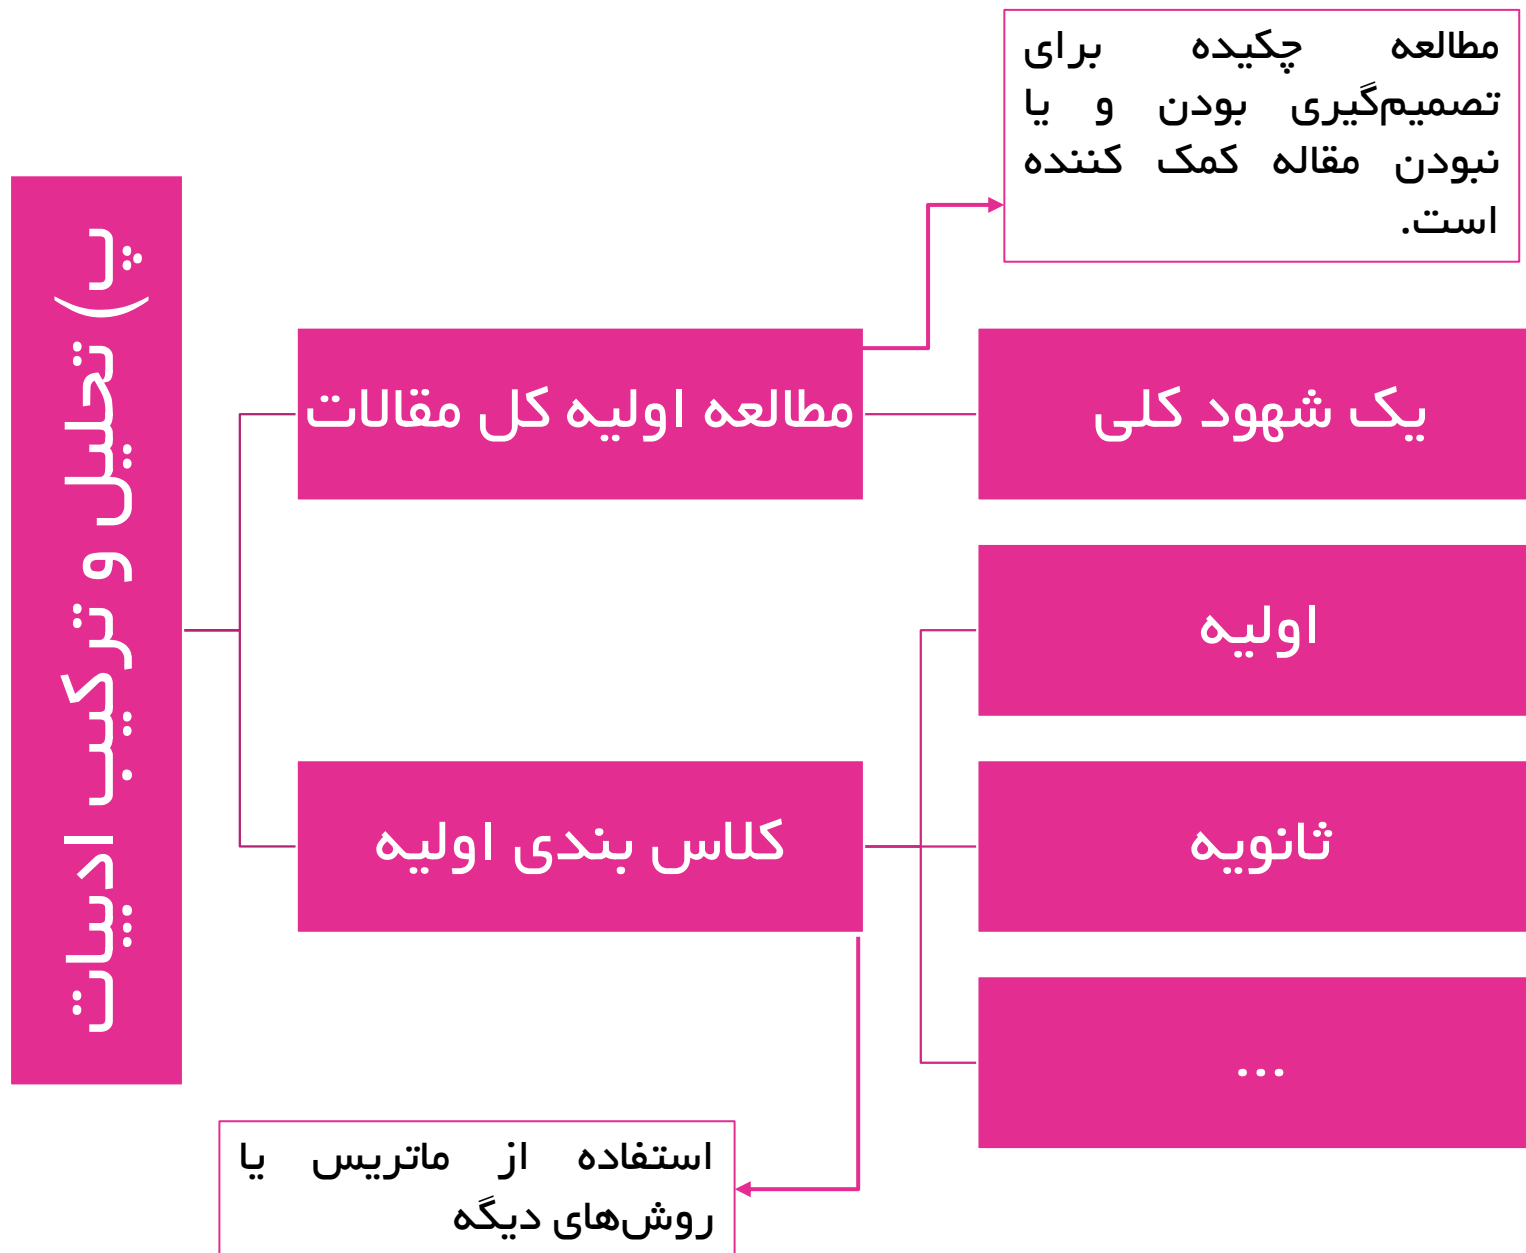 پ) تحلیل و ترکیب ادبیات
مطالعه چکیده برای
تصمیم‌گیری بودن و یا
نبودن مقاله کمک کننده
است.
مطالعه اولیه کل مقالات
یک شهود کلی
کلاس بندی اولیه
اولیه
ثانویه
...
استفاده از ماتریس یا
روش‌های دیگه